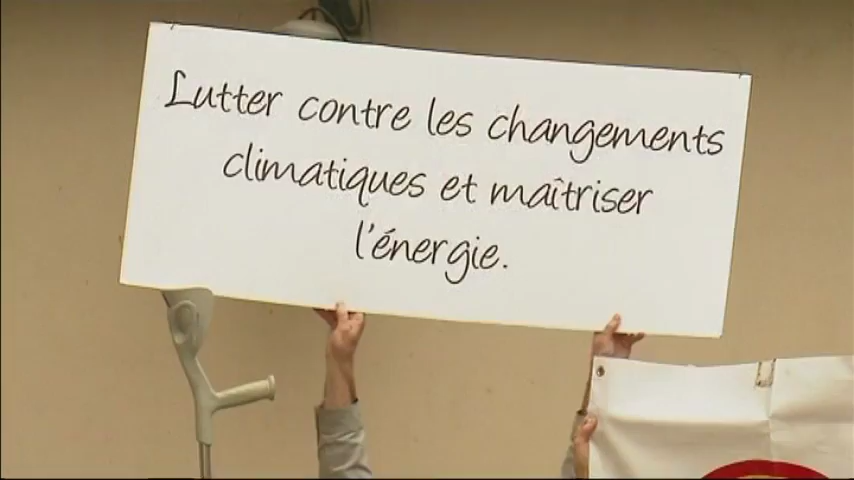 Lutter contre les changements
climatiques et maîtriser
l'énergie.